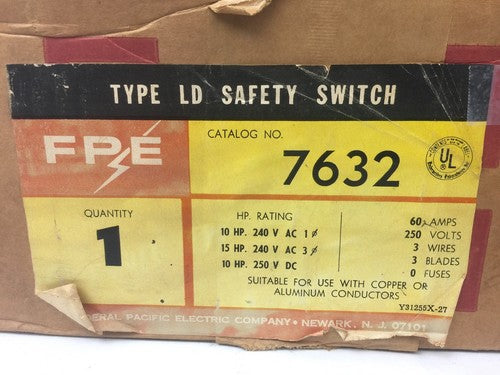 TYPE LD SAFETY SWITCH
FPE
CATALOG NO.
7632
UL
QUANTITY
1
HP. RATING
10 HP. 240 V AC 1 ø
15 HP. 240 V AC 3 ø
10 HP. 250 V DC
60 AMPS
250 VOLTS
3 WIRES
3 BLADES
0 FUSES
SUITABLE FOR USE WITH COPPER OR
ALUMINUM CONDUCTORS
Y31255X-27
PACIFIC ELECTRIC COMPANY • NEWARK, N. J. 07101